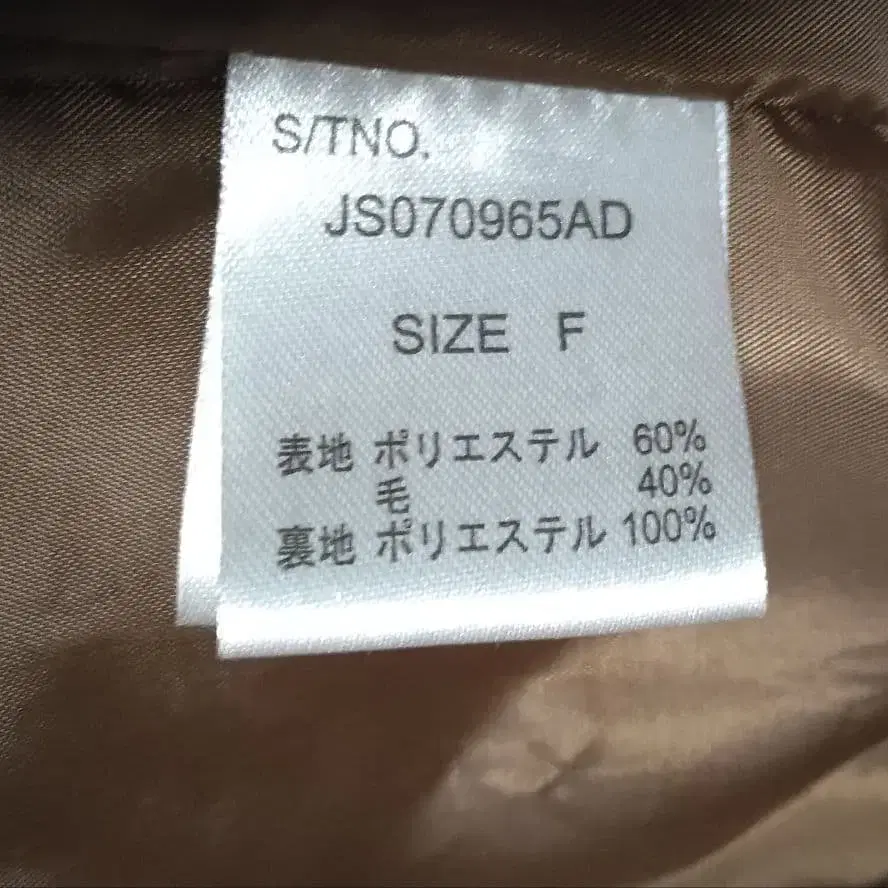 S/TNO.
JS070965AD
SIZE F
表地 ポリエステル 60%
毛 40%
裏地 ポリエステル 100%